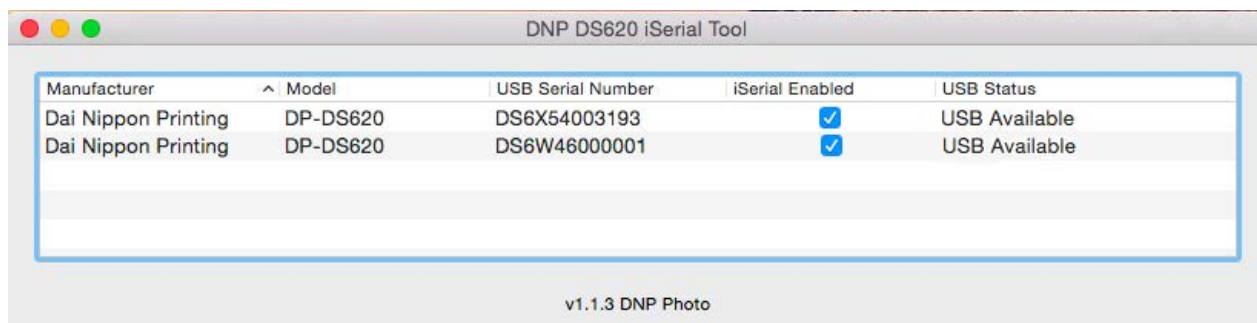 DNP DS620 iSerial Tool
Manufacturer Model USB Serial Number iSerial Enabled USB Status
Dai Nippon Printing DP-DS620 DS6X54003193 USB Available
Dai Nippon Printing DP-DS620 DS6W46000001 USB Available
v1.1.3 DNP Photo